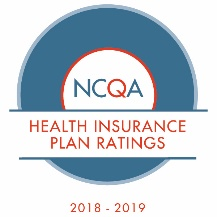 NCQA
HEALTH INSURANCE
PLAN RATINGS
2018 - 2019